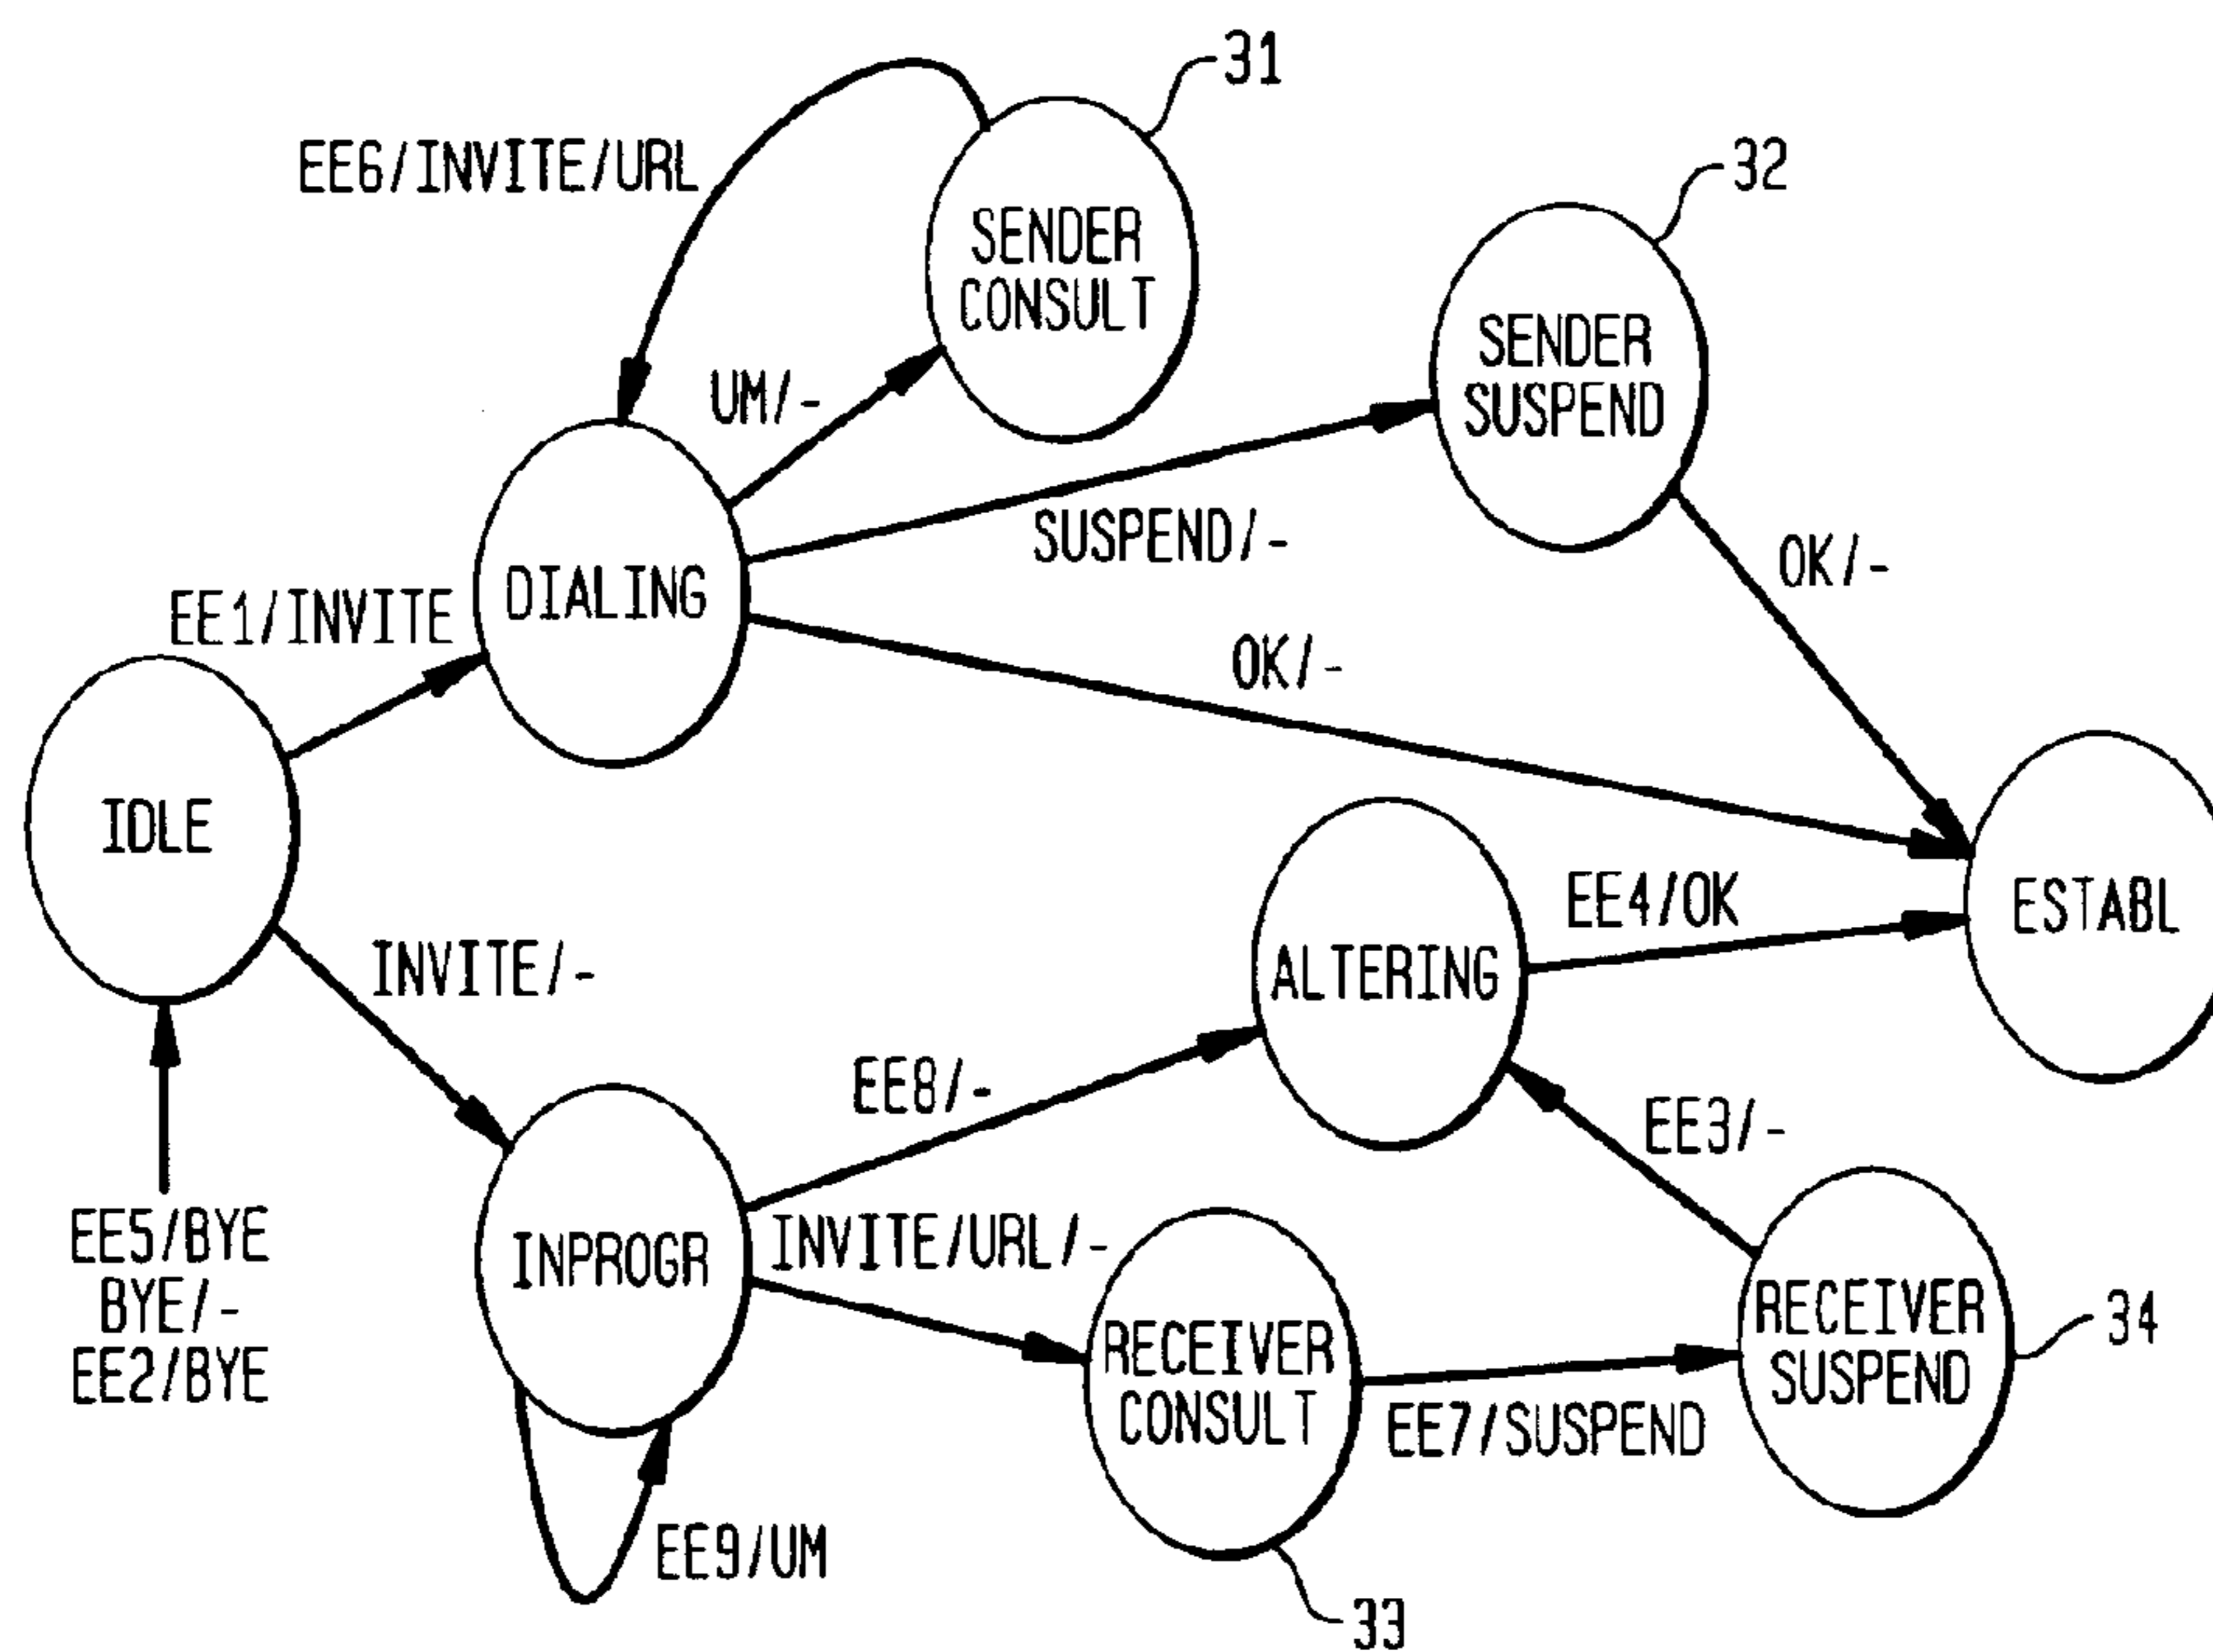 31
EE6/INVITE/URL
32
SENDER
CONSULT
SENDER
SUSPEND
UM/-
SUSPEND/-
OK/-
DIALING
EE1/INVITE
OK/-
IDLE
EE4/OK
ESTABL
ALTERING
INVITE/-
EE8/-
EE3/-
INPROGR
INVITE/URL/-
EE5/BYE
BYE/-
EE2/BYE
RECEIVER
CONSULT
RECEIVER
SUSPEND
34
EE7/SUSPEND
EE9/UM
33